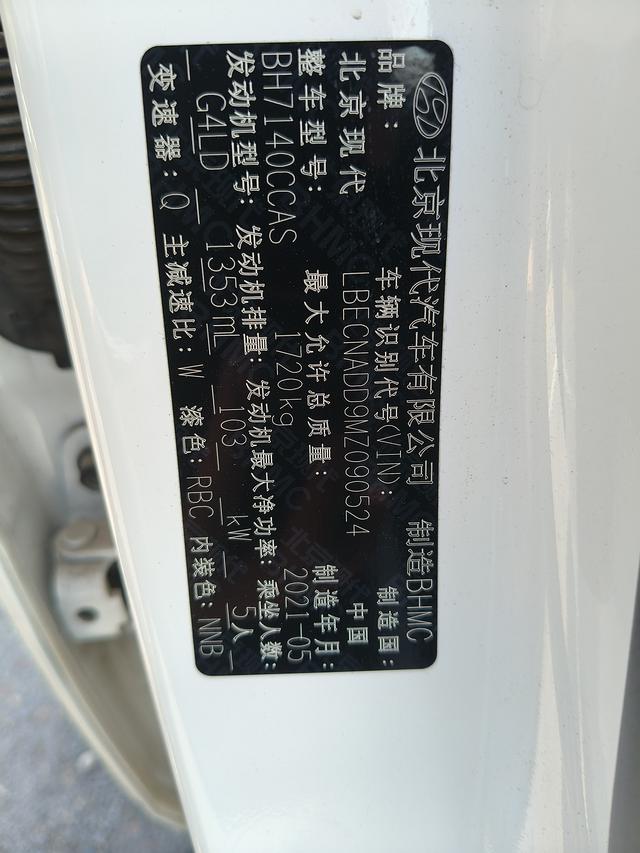 北京现代汽车有限公司 制造BHMC
品牌: 车辆识别代号(VIN): 制造国:
北京现代 LBECNADD9MZ090524 中国
整车型号: 最大允许总质量: 制造年月:
BH7140CCAS 1720kg 2021-05
发动机型号: 发动机排量: 发动机最大净功率: 乘坐人数:
G4LD 1353ml 103 kW 5人
变速器: Q 主减速比: W 漆色: RBC 内装色: NNB